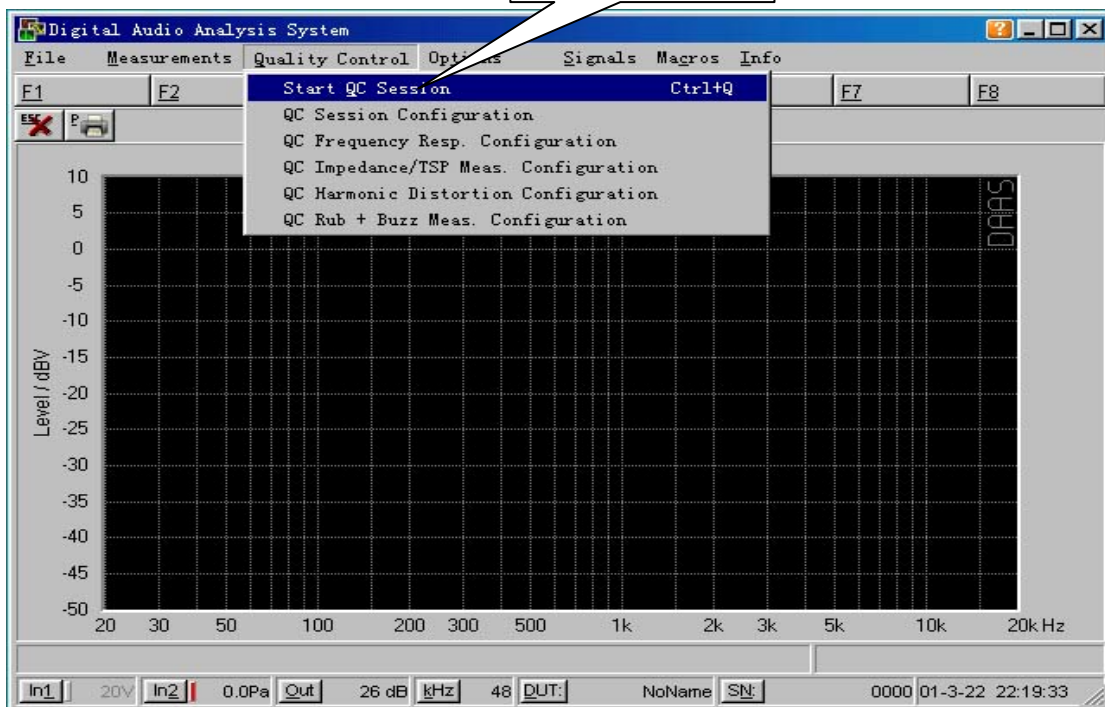 Digital Audio Analysis System
File Measurements Quality Control Options Signals Macros Info
F1 F2 F7 F8
Start QC Session Ctrl+Q
QC Session Configuration
QC Frequency Resp. Configuration
QC Impedance/TSP Meas. Configuration
QC Harmonic Distortion Configuration
QC Rub + Buzz Meas. Configuration
ESC P
DAAS
Level / dBV
10
5
0
-5
-10
-15
-20
-25
-30
-35
-40
-45
-50
20 30 50 100 200 300 500 1k 2k 3k 5k 10k 20k Hz
In1 20V In2 0.0Pa Out 26 dB kHz 48 DUT: NoName SN: 0000 01-3-22 22:19:33